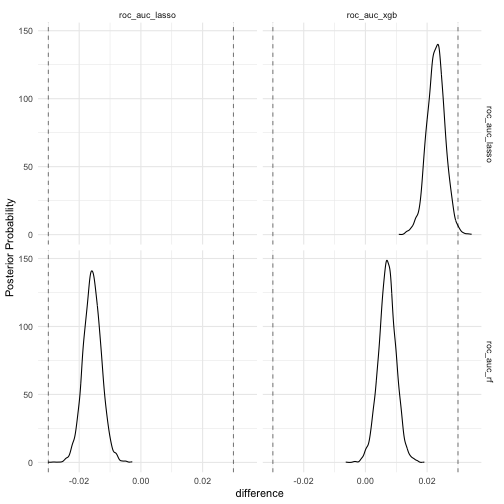 roc_auc_lasso
roc_auc_xgb
150
100
50
0
roc_auc_lasso
Posterior Probability
150
100
50
0
roc_auc_rf
-0.02
0.00
0.02
-0.02
0.00
0.02
difference